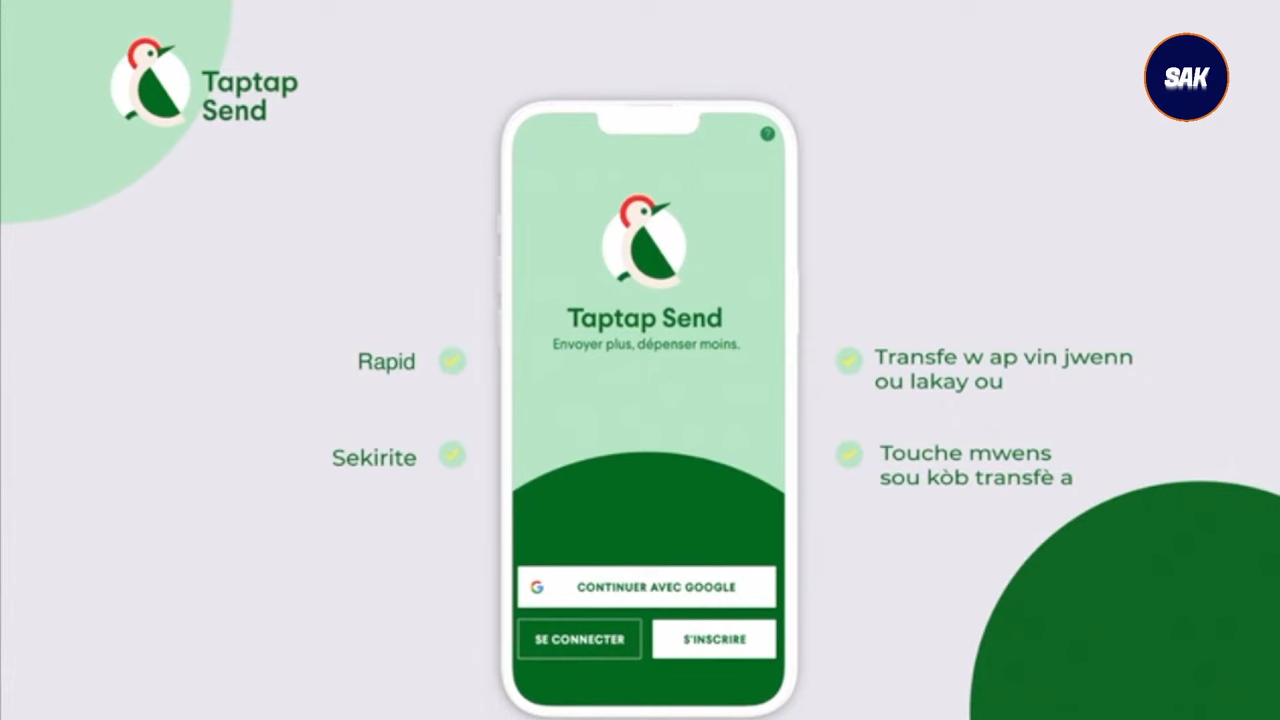 Taptap
Send
SAK
?
Taptap Send
Envoyer plus, dépenser moins.
Rapid
Sekirite
Transfe w ap vin jwenn
ou lakay ou
Touche mwens
sou kòb transfè a
G CONTINUER AVEC GOOGLE
SE CONNECTER
S'INSCRIRE